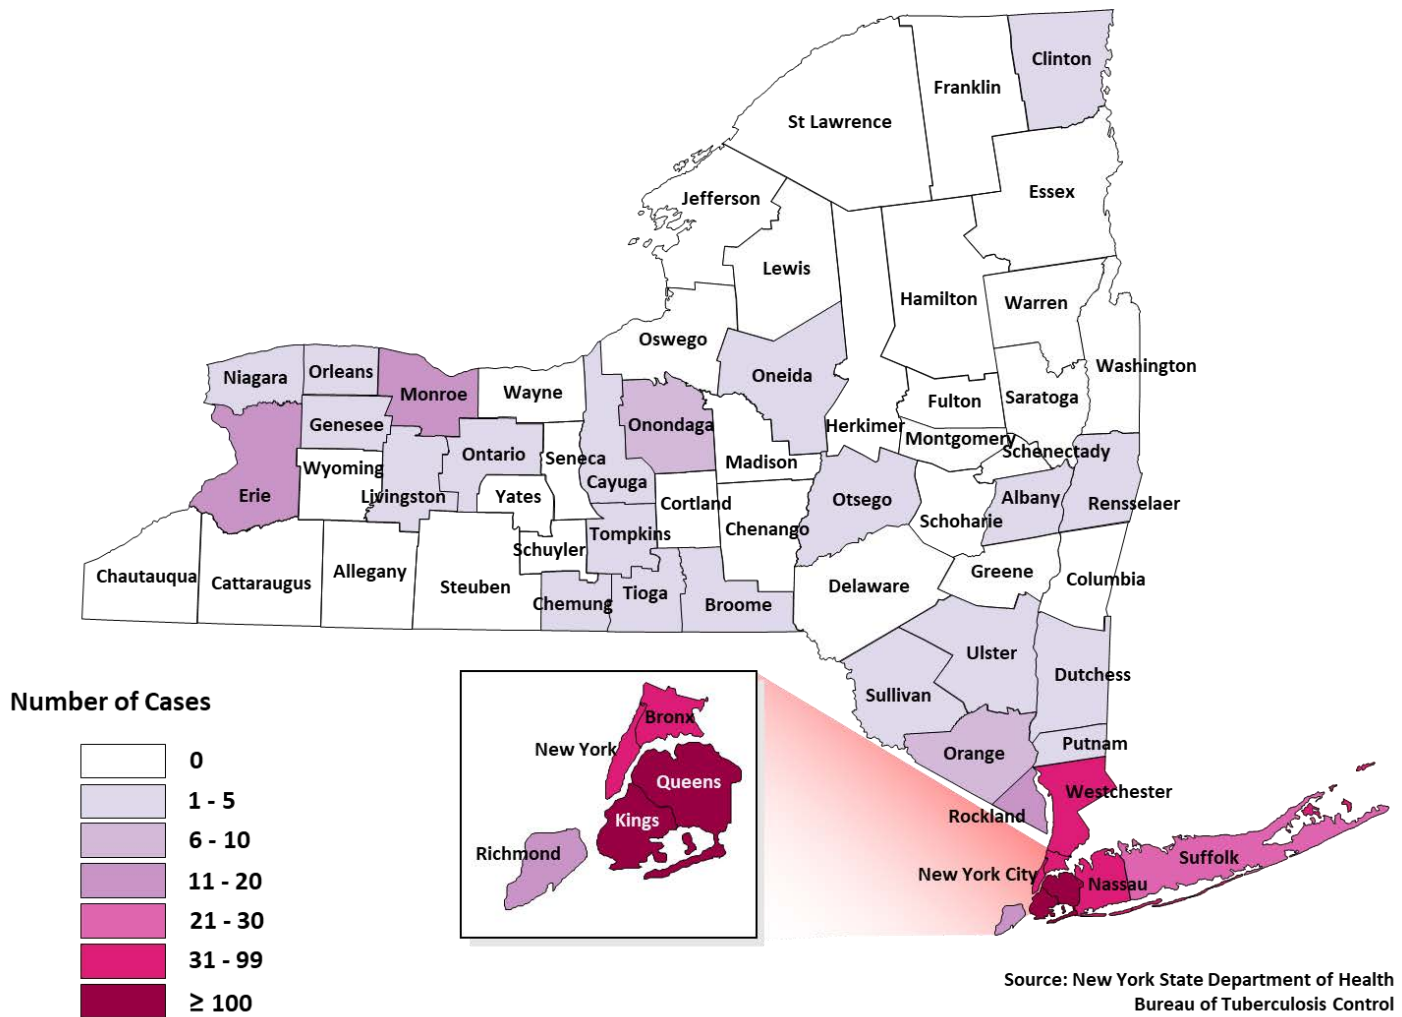 Clinton
Franklin
St Lawrence
Essex
Jefferson
Lewis
Hamilton
Warren
Oswego
Washington
Niagara
Orleans
Monroe
Wayne
Oneida
Saratoga
Fulton
Genesee
Onondaga
Herkimer
Montgomery
Schenectady
Wyoming
Ontario
Seneca
Madison
Cayuga
Erie
Livingston
Yates
Cortland
Otsego
Albany
Rensselaer
Schoharie
Chenango
Tompkins
Schuyler
Chautauqua
Cattaraugus
Allegany
Steuben
Greene
Columbia
Delaware
Chemung
Tioga
Broome
Ulster
Dutchess
Sullivan
Putnam
Orange
Westchester
Rockland
Suffolk
New York City
Nassau
Bronx
New York
Queens
Kings
Richmond
Number of Cases
0
1 - 5
6 - 10
11 - 20
21 - 30
31 - 99
≥ 100
Source: New York State Department of Health
Bureau of Tuberculosis Control